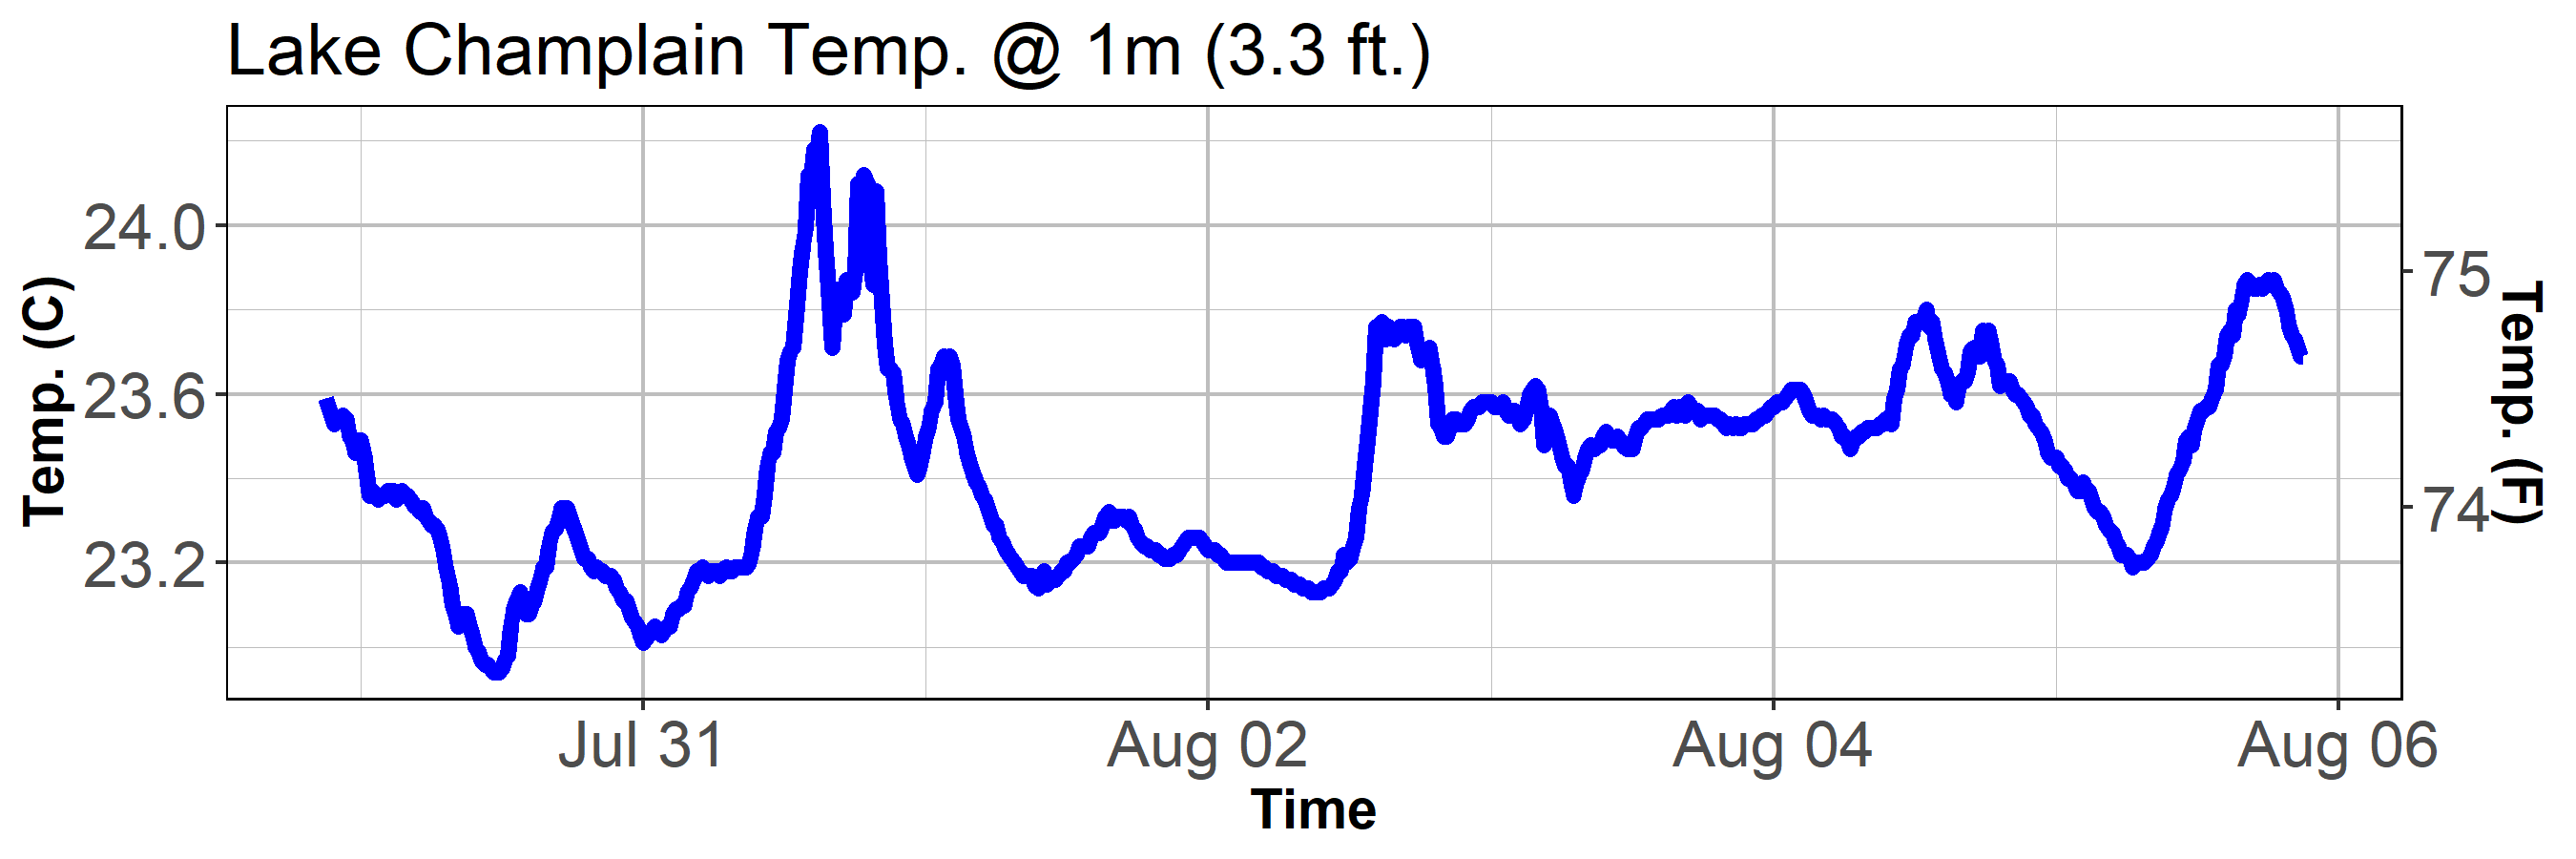 Lake Champlain Temp. @ 1m (3.3 ft.)
Temp. (C)
24.0
23.6
23.2
75
74
Temp. (F)
Jul 31
Aug 02
Aug 04
Aug 06
Time